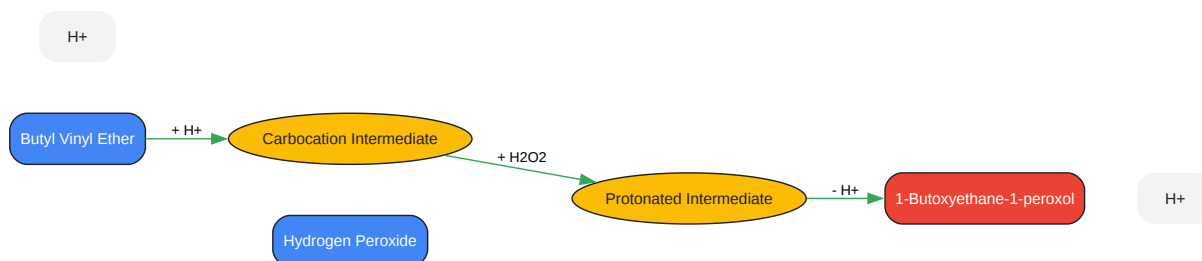 H+
Butyl Vinyl Ether
+ H+
Carbocation Intermediate
+ H2O2
Protonated Intermediate
- H+
1-Butoxyethane-1-peroxol
H+
Hydrogen Peroxide